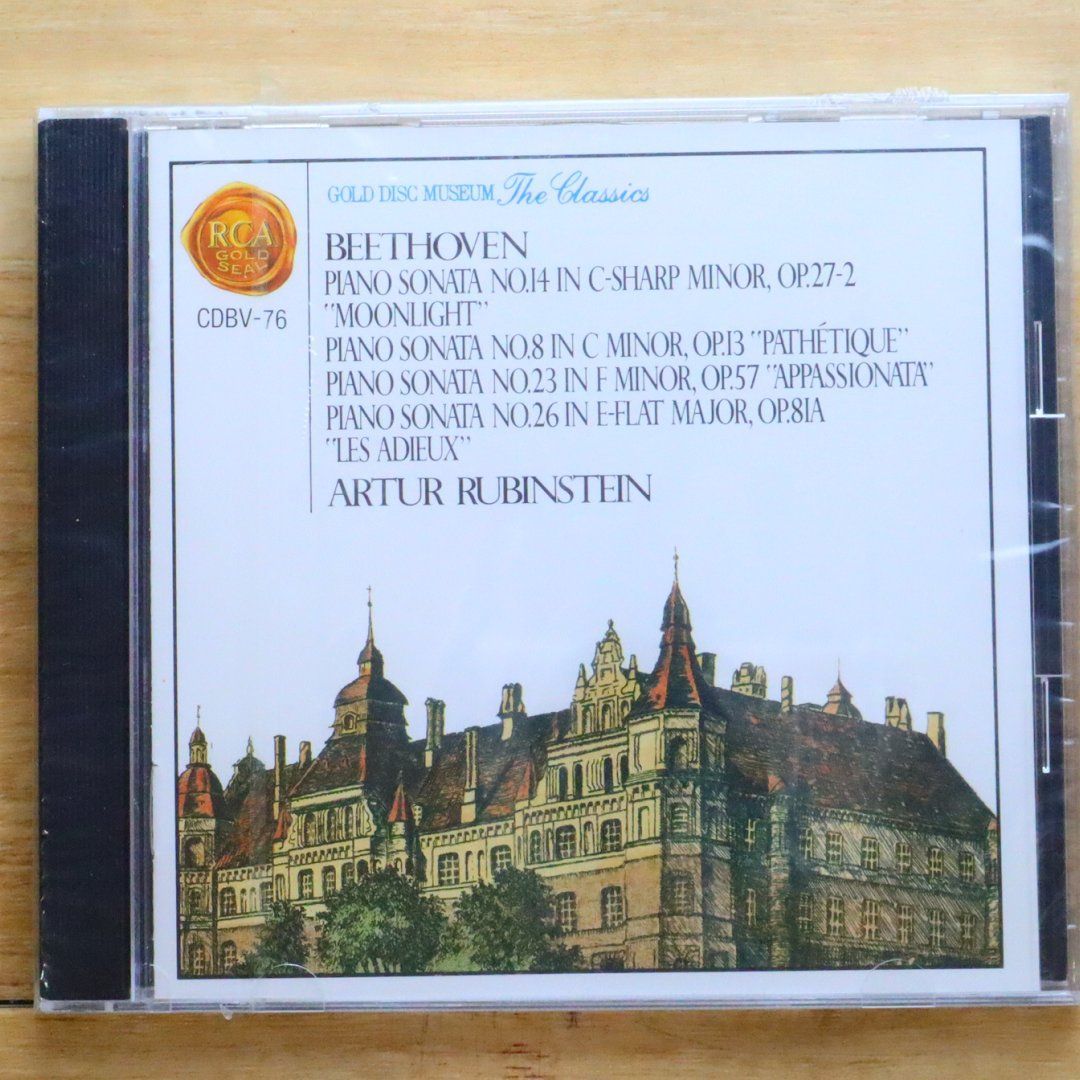 GOLD DISC MUSEUM The Classics
RCA
GOLD
SEAL
CDBV-76
BEETHOVEN
PIANO SONATA NO.14 IN C-SHARP MINOR, OP.27-2
"MOONLIGHT"
PIANO SONATA NO.8 IN C MINOR, OP.13 "PATHÉTIQUE"
PIANO SONATA NO.23 IN F MINOR, OP.57 "APPASSIONATA"
PIANO SONATA NO.26 IN E-FLAT MAJOR, OP.81A
"LES ADIEUX"
ARTUR RUBINSTEIN